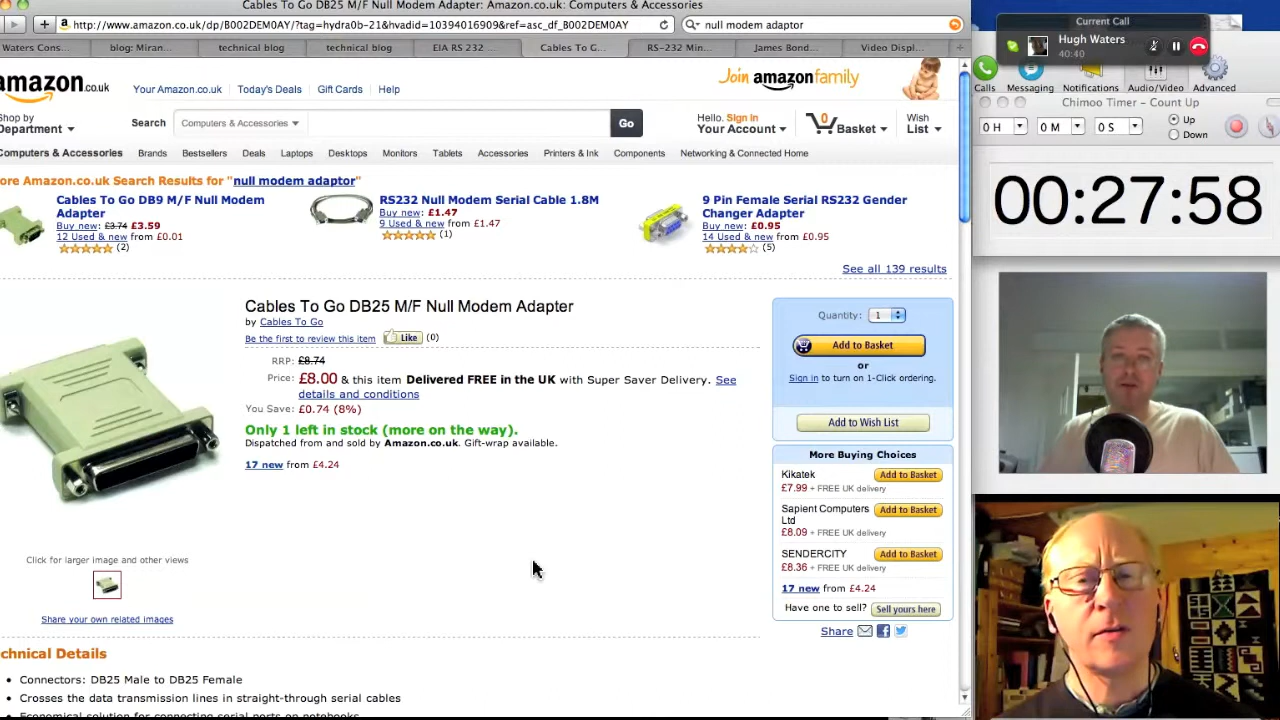 Cables To Go DB25 M/F Null Modem Adapter: Amazon.co.uk: Computers & Accessories
http://www.amazon.co.uk/dp/B002DEM0AY/?tag=hydra0b-21&hvadid=10394016909&ref=asc_df_B002DEM0AY
null modem adaptor
Waters Cons...
blog: Miran...
technical blog
technical blog
EIA RS 232 ...
Cables To G...
RS-232 Min...
James Bond...
Video Displ...
amazon.co.uk
Your Amazon.co.uk
Today's Deals
Gift Cards
Help
Join amazonfamily
Shop by
Department
Search
Computers & Accessories
Go
Hello. Sign in
Your Account
0
Basket
Wish
List
Computers & Accessories
Brands
Bestsellers
Deals
Laptops
Desktops
Monitors
Tablets
Accessories
Printers & Ink
Components
Networking & Connected Home
ore Amazon.co.uk Search Results for "null modem adaptor"
Cables To Go DB9 M/F Null Modem
Adapter
Buy new: £3.74 £3.59
12 Used & new from £0.01
(2)
RS232 Null Modem Serial Cable 1.8M
Buy new: £1.47
9 Used & new from £1.47
(1)
9 Pin Female Serial RS232 Gender
Changer Adapter
Buy new: £0.95
14 Used & new from £0.95
(5)
See all 139 results
Cables To Go DB25 M/F Null Modem Adapter
by Cables To Go
Be the first to review this item
Like
(0)
RRP: £8.74
Price: £8.00 & this item Delivered FREE in the UK with Super Saver Delivery. See
details and conditions
You Save: £0.74 (8%)
Only 1 left in stock (more on the way).
Dispatched from and sold by Amazon.co.uk. Gift-wrap available.
17 new from £4.24
Click for larger image and other views
Share your own related images
chnical Details
Connectors: DB25 Male to DB25 Female
Crosses the data transmission lines in straight-through serial cables
Economical solution for connecting serial ports on notebooks
Quantity: 1
Add to Basket
or
Sign in to turn on 1-Click ordering.
Add to Wish List
More Buying Choices
Kikatek
Add to Basket
£7.99 + FREE UK delivery
Sapient Computers
Ltd
Add to Basket
£8.09 + FREE UK delivery
SENDERCITY
Add to Basket
£8.36 + FREE UK delivery
17 new from £4.24
Have one to sell? Sell yours here
Share
Current Call
Hugh Waters
40:40
Calls
Messaging
Notifications
Audio/Video
Advanced
Chimoo Timer - Count Up
0 H
0 M
0 S
Up
Down
00:27:58